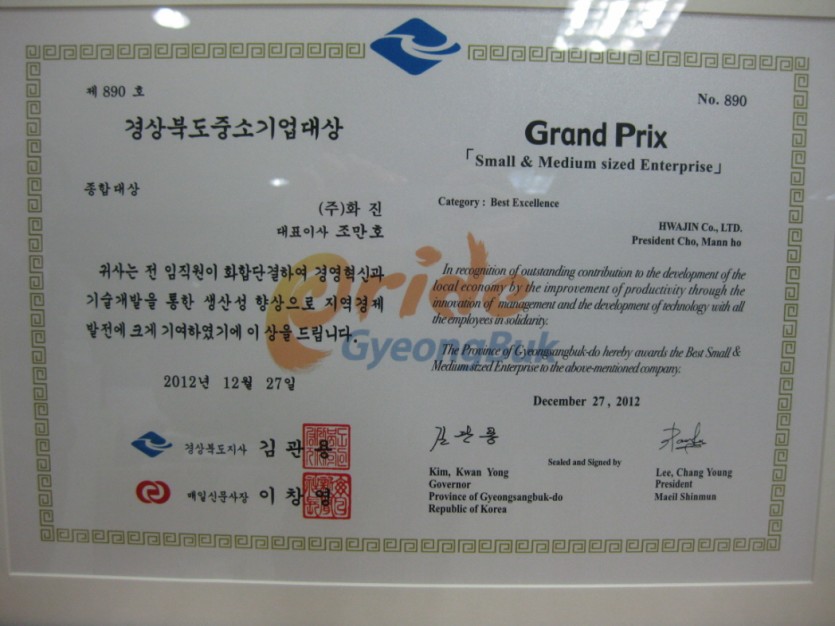 제 890 호
경상북도중소기업대상
종합대상
(주)화 진
대표이사 조만호
귀사는 전 임직원이 화합단결하여 경영혁신과
기술개발을 통한 생산성 향상으로 지역경제
발전에 크게 기여하였기에 이 상을 드립니다.
2012년 12월 27일
경상북도지사 김 관 용
매일신문사장 이 창 영
No. 890
Grand Prix
「Small & Medium sized Enterprise」
Category : Best Excellence
HWAJIN Co., LTD.
President Cho, Mann ho
In recognition of outstanding contribution to the development of the
local economy by the improvement of productivity through the
innovation of management and the development of technology with all
the employees in solidarity.
The Province of Gyeongsangbuk-do hereby awards the Best Small &
Medium sized Enterprise to the above-mentioned company.
December 27, 2012
김관용
Sealed and Signed by
Kim, Kwan Yong
Governor
Province of Gyeongsangbuk-do
Republic of Korea
Lee, Chang Young
President
Maeil Shinmun
pride
GyeongBuk